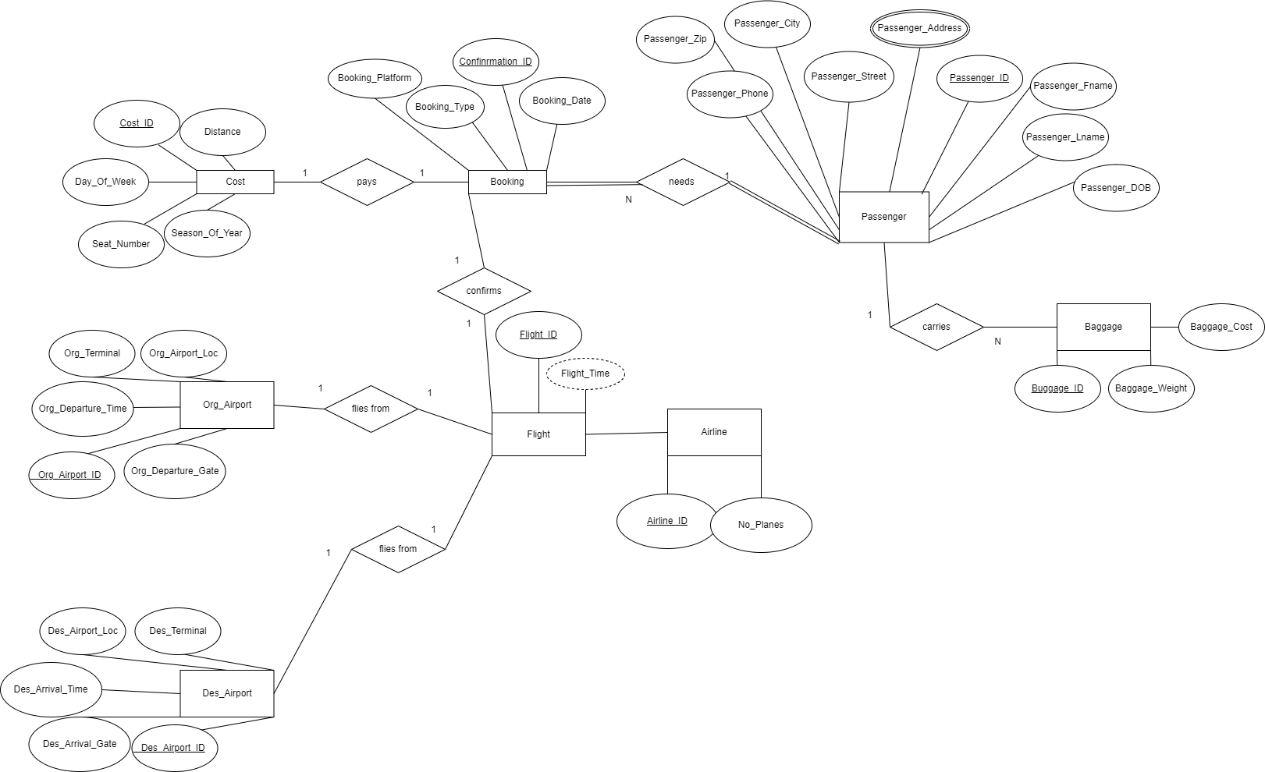 Passenger_City
Passenger_Address
Passenger_Zip
Confinrmation_ID
Booking_Platform
Passenger_Street
Passenger_ID
Passenger_Fname
Passenger_Phone
Booking_Type
Booking_Date
Cost_ID
Distance
Passenger_Lname
1
1
1
Day_Of_Week
Cost
pays
Booking
needs
Passenger_DOB
N
Passenger
Seat_Number
Season_Of_Year
1
confirms
1
1
carries
Baggage
Baggage_Cost
Flight_ID
N
Org_Terminal
Org_Airport_Loc
Flight_Time
Buggage_ID
Baggage_Weight
1
1
Org_Departure_Time
Org_Airport
flies from
Flight
Airline
Org_Airport_ID
Org_Departure_Gate
Airline_ID
No_Planes
1
1
flies from
Des_Airport_Loc
Des_Terminal
Des_Arrival_Time
Des_Airport
Des_Arrival_Gate
Des_Airport_ID